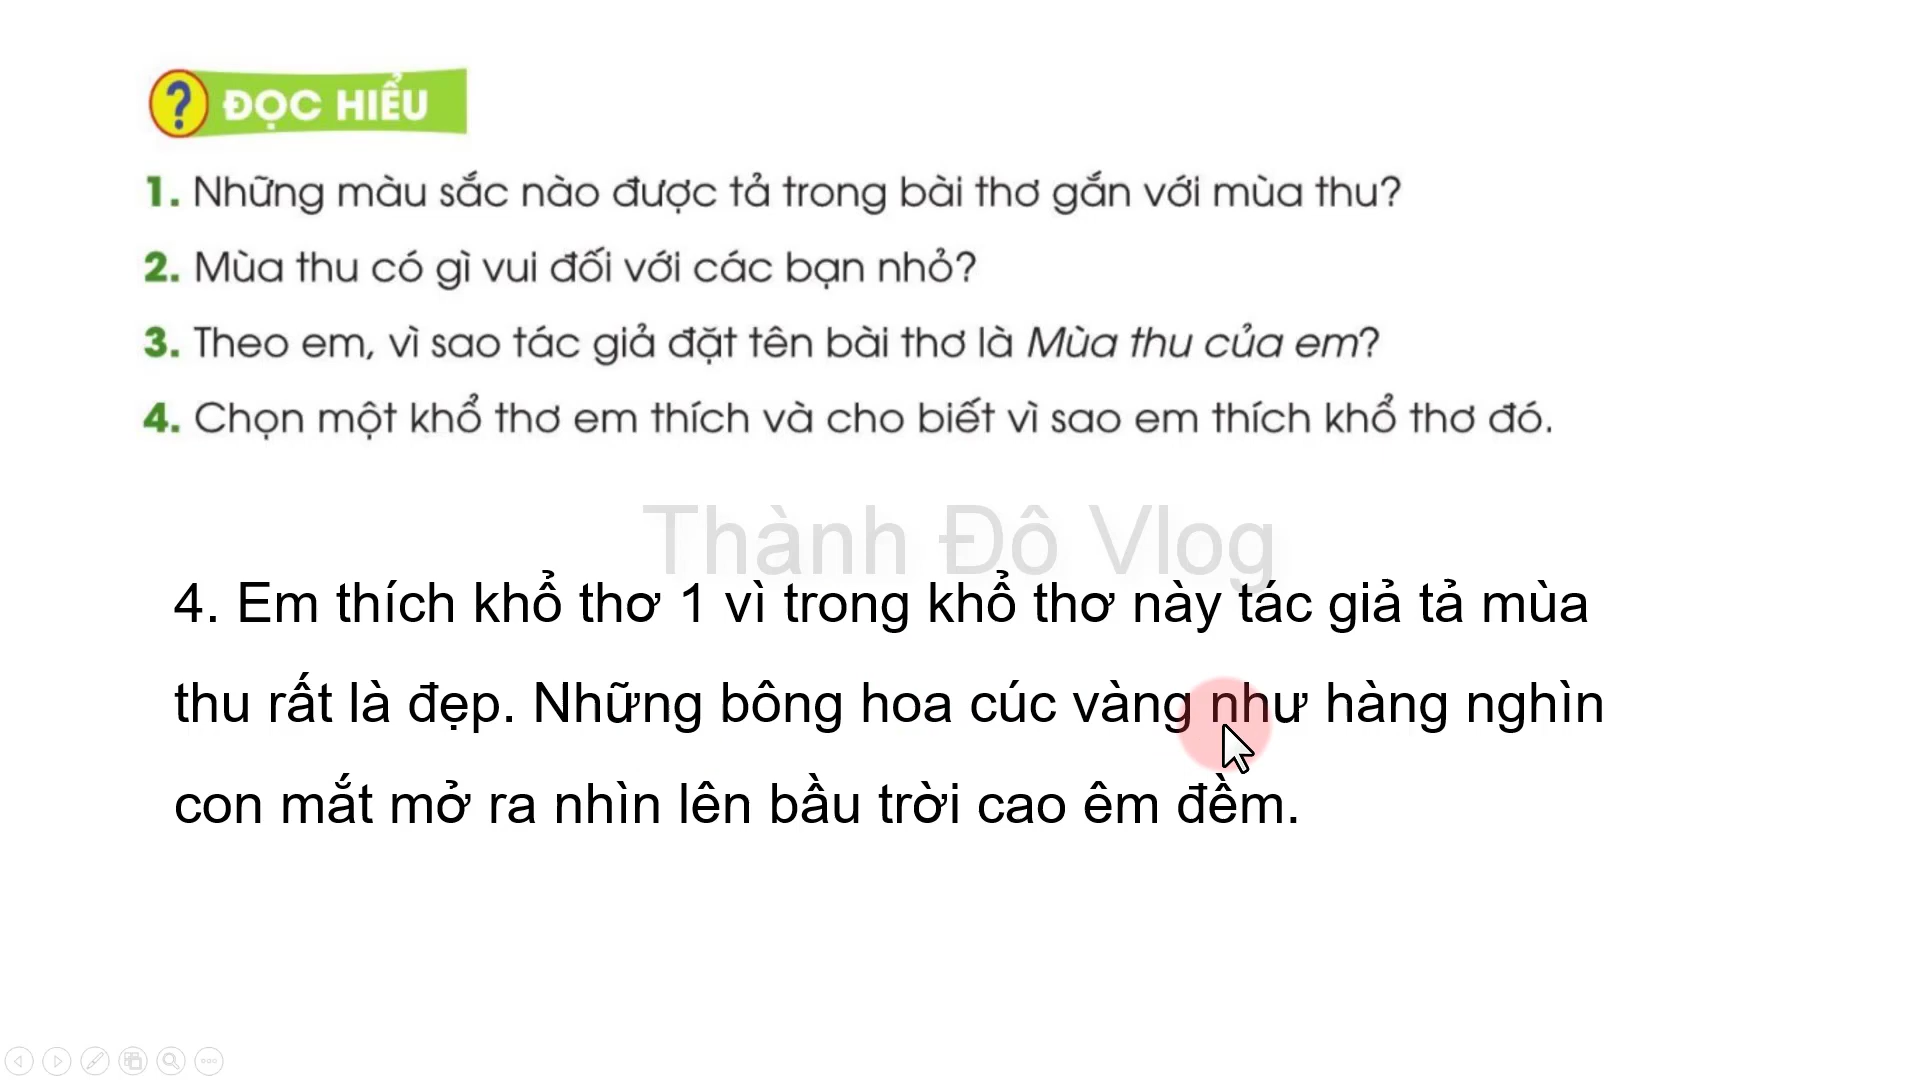 ? ĐỌC HIỂU
1. Những màu sắc nào được tả trong bài thơ gắn với mùa thu?
2. Mùa thu có gì vui đối với các bạn nhỏ?
3. Theo em, vì sao tác giả đặt tên bài thơ là Mùa thu của em?
4. Chọn một khổ thơ em thích và cho biết vì sao em thích khổ thơ đó.
Thành Đô Vlog
4. Em thích khổ thơ 1 vì trong khổ thơ này tác giả tả mùa
thu rất là đẹp. Những bông hoa cúc vàng như hàng nghìn
con mắt mở ra nhìn lên bầu trời cao êm đềm.